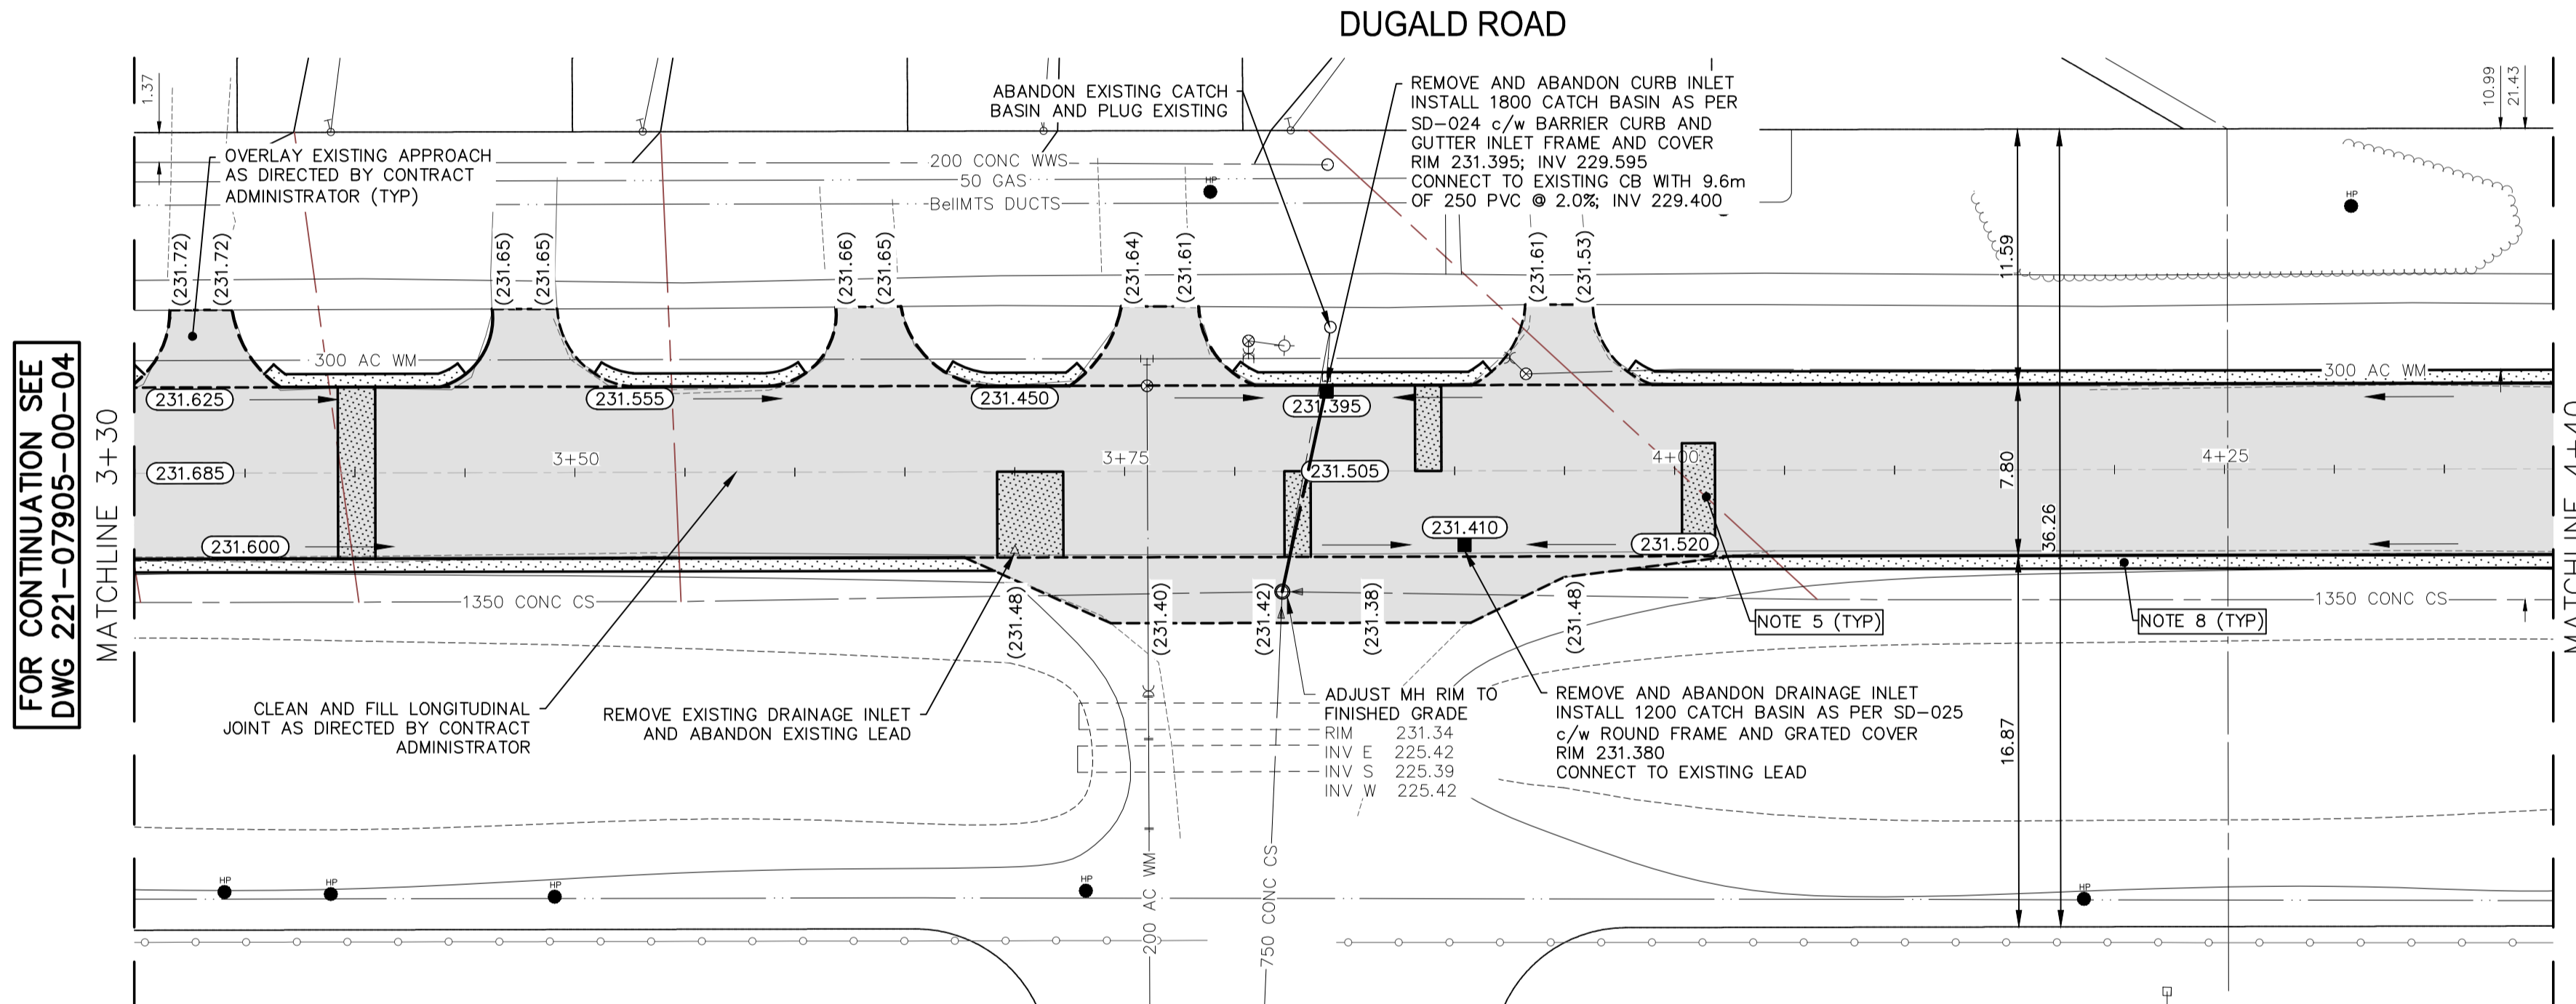 DUGALD ROAD
1.37
10.99
21.43
ABANDON EXISTING CATCH
BASIN AND PLUG EXISTING
REMOVE AND ABANDON CURB INLET
INSTALL 1800 CATCH BASIN AS PER
SD-024 c/w BARRIER CURB AND
GUTTER INLET FRAME AND COVER
RIM 231.395; INV 229.595
CONNECT TO EXISTING CB WITH 9.6m
OF 250 PVC @ 2.0%; INV 229.400
OVERLAY EXISTING APPROACH
AS DIRECTED BY CONTRACT
ADMINISTRATOR (TYP)
200 CONC WWS
50 GAS
BellMTS DUCTS
HP
HP
(231.72)
(231.72)
(231.65)
(231.65)
(231.66)
(231.65)
(231.64)
(231.61)
(231.61)
(231.53)
11.59
FOR CONTINUATION SEE
DWG 221-079905-00-04
MATCHLINE 3+30
300 AC WM
300 AC WM
231.625
231.555
231.450
231.395
3+50
3+75
4+00
4+25
231.685
231.505
7.80
36.26
231.600
231.410
231.520
MATCHLINE 4+40
1350 CONC CS
1350 CONC CS
(231.48)
(231.40)
(231.42)
(231.38)
(231.48)
NOTE 5 (TYP)
NOTE 8 (TYP)
CLEAN AND FILL LONGITUDINAL
JOINT AS DIRECTED BY CONTRACT
ADMINISTRATOR
REMOVE EXISTING DRAINAGE INLET
AND ABANDON EXISTING LEAD
ADJUST MH RIM TO
FINISHED GRADE
RIM 231.34
INV E 225.42
INV S 225.39
INV W 225.42
REMOVE AND ABANDON DRAINAGE INLET
INSTALL 1200 CATCH BASIN AS PER SD-025
c/w ROUND FRAME AND GRATED COVER
RIM 231.380
CONNECT TO EXISTING LEAD
16.87
200 AC WM
750 CONC CS
HP
HP
HP
HP
HP